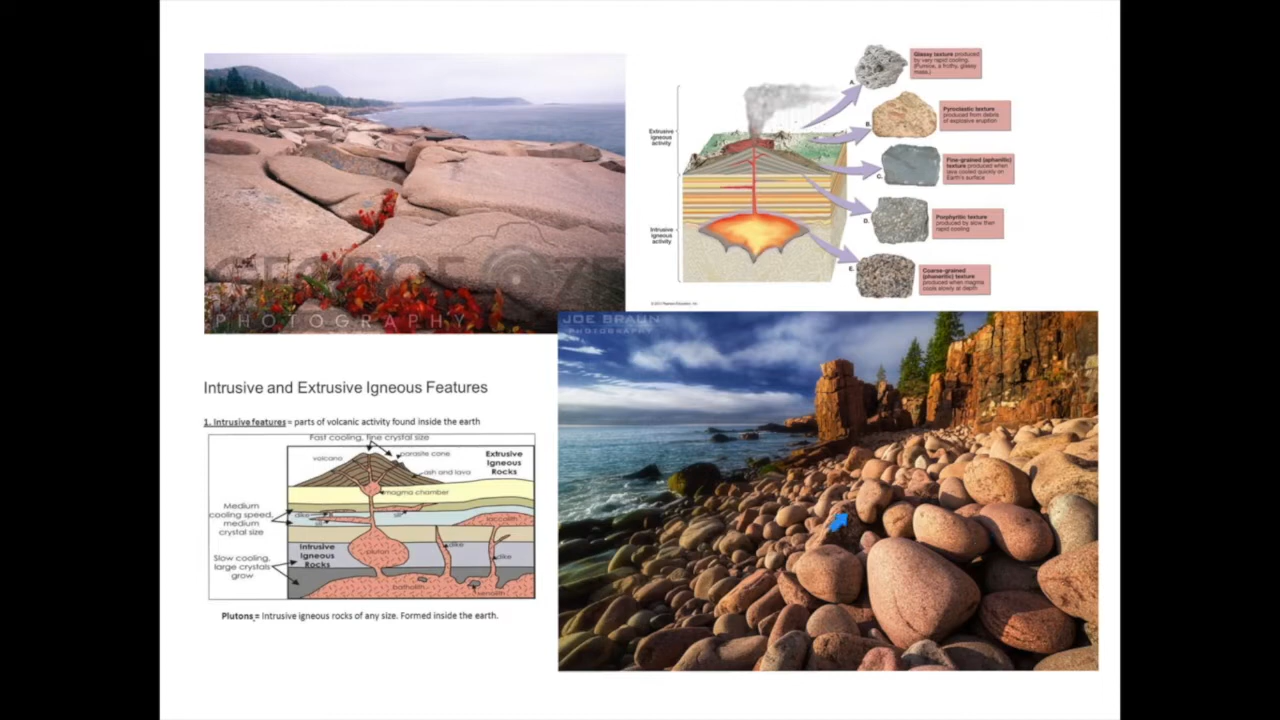 Glassy texture produced
by very rapid cooling.
(Pumice, a frothy, glassy
mass.)
A.
Pyroclastic texture
produced from debris
of explosive eruption
B.
Extrusive
igneous
activity
Fine-grained (aphanitic)
texture produced when
lava cooled quickly on
Earth's surface
C.
Porphyritic texture
produced by slow then
rapid cooling
D.
Intrusive
igneous
activity
Coarse-grained
(phaneritic) texture
produced when magma
cools slowly at depth
E.
© 2011 Pearson Education, Inc.
PHOTOGRAPHY
JOE BRAUN
PHOTOGRAPHY
Intrusive and Extrusive Igneous Features
1. Intrusive features = parts of volcanic activity found inside the earth
Fast cooling, fine crystal size
volcano
parasite cone
Extrusive
Igneous
Rocks
ash and lava
magma chamber
Medium
cooling speed,
medium
crystal size
dike
sill
sill
laccolith
Intrusive
Igneous
Rocks
pluton
dike
dike
Slow cooling,
large crystals
grow
batholith
xenolith
Plutons = Intrusive igneous rocks of any size. Formed inside the earth.